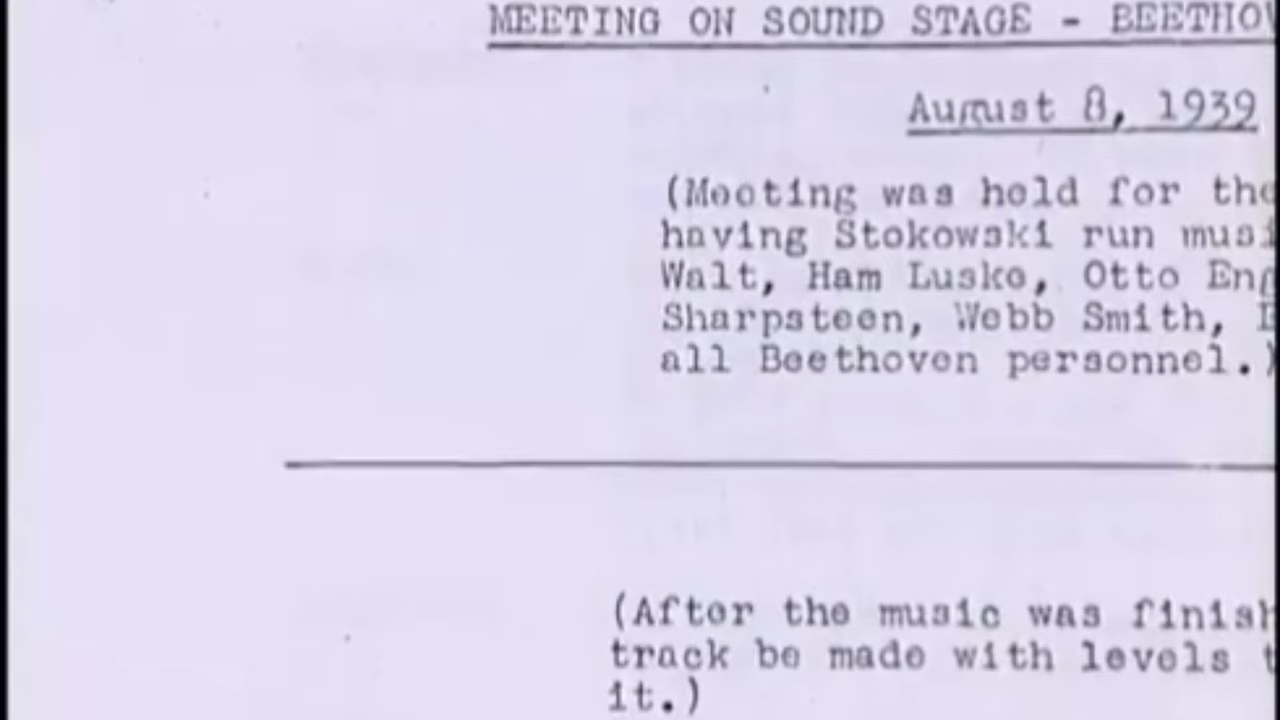 MEETING ON SOUND STAGE - BEETHOV
August 8, 1939
(Meeting was held for the
having Stokowski run musi
Walt, Ham Luske, Otto Eng
Sharpsteen, Webb Smith,
all Beethoven personnel.)
(After the music was finish
track be made with levels t
it.)